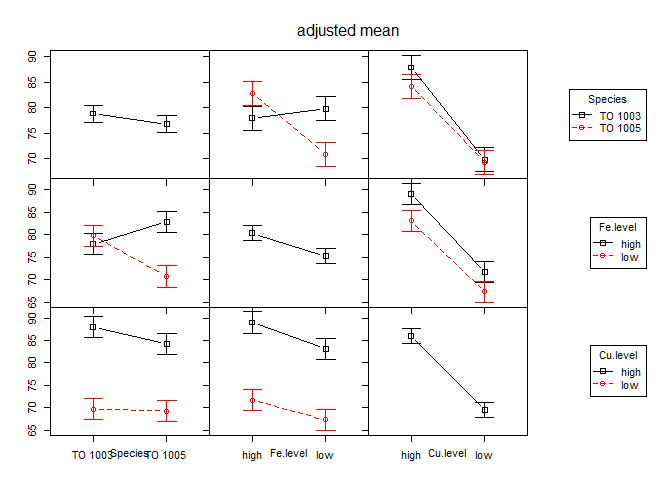 adjusted mean
90
85
80
75
70
Species
TO 1003
TO 1005
90
85
80
75
70
65
Fe.level
high
low
90
85
80
75
70
65
Cu.level
high
low
TO 1003 Species TO 1005 high Fe.level low high Cu.level low